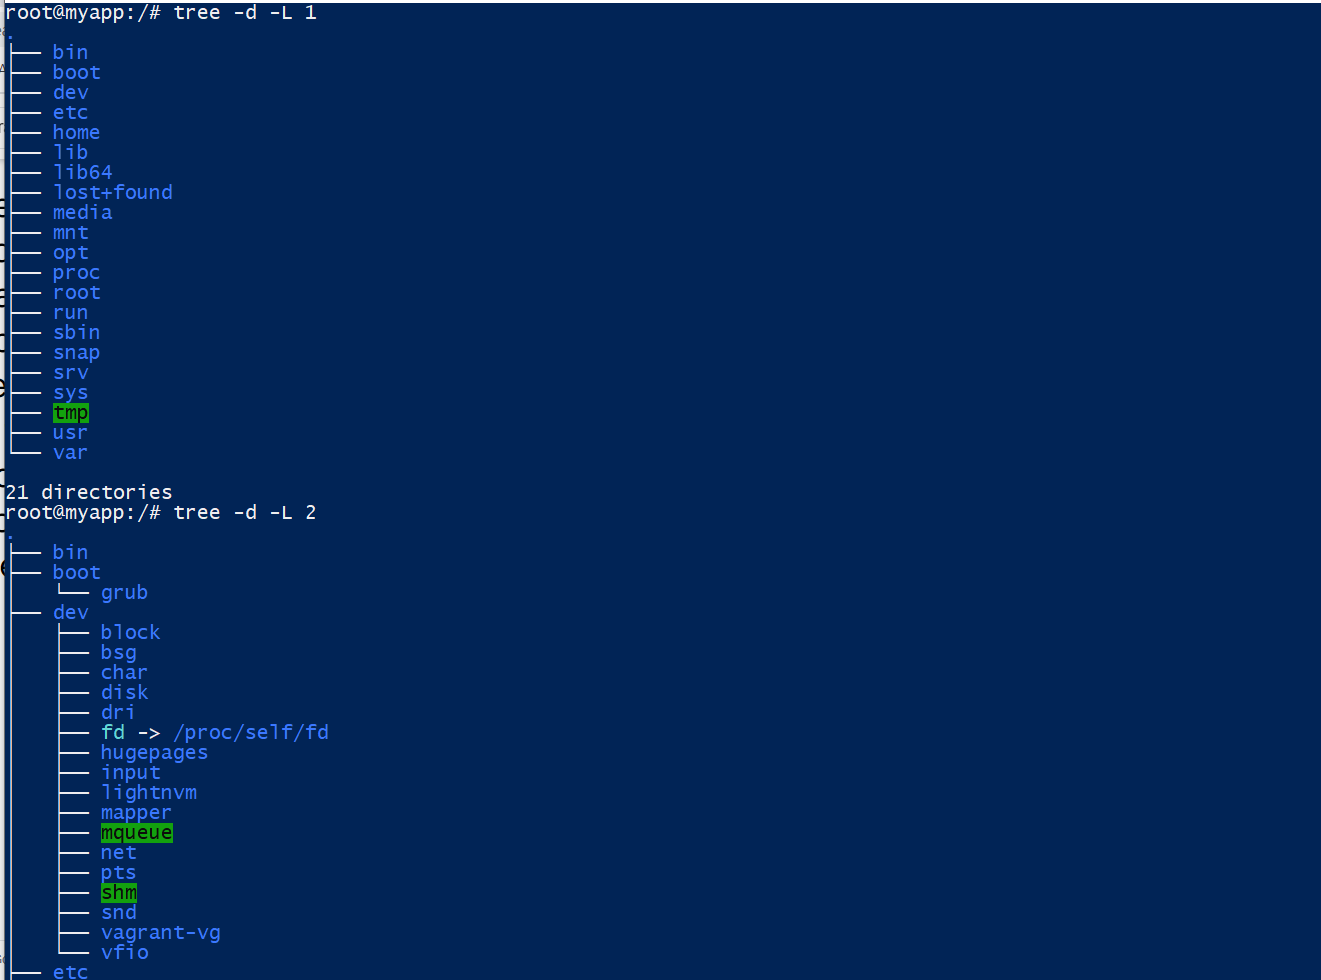 root@myapp:/# tree -d -L 1
.
├── bin
├── boot
├── dev
├── etc
├── home
├── lib
├── lib64
├── lost+found
├── media
├── mnt
├── opt
├── proc
├── root
├── run
├── sbin
├── snap
├── srv
├── sys
├── tmp
├── usr
└── var

21 directories
root@myapp:/# tree -d -L 2
.
├── bin
├── boot
│   └── grub
├── dev
│   ├── block
│   ├── bsg
│   ├── char
│   ├── disk
│   ├── dri
│   ├── fd -> /proc/self/fd
│   ├── hugepages
│   ├── input
│   ├── lightnvm
│   ├── mapper
│   ├── mqueue
│   ├── net
│   ├── pts
│   ├── shm
│   ├── snd
│   ├── vagrant-vg
│   └── vfio
├── etc